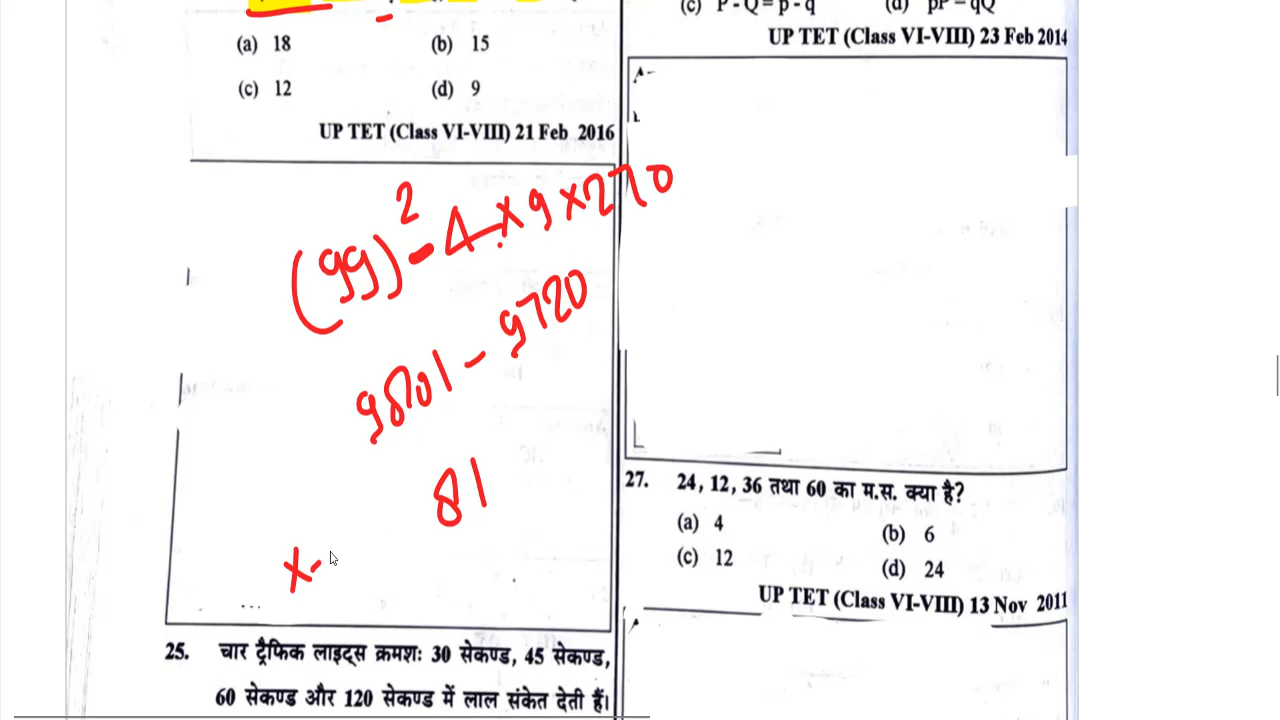 (a) 18 (b) 15
(c) 12 (d) 9
UP TET (Class VI-VIII) 21 Feb 2016
(99)² - 4 × 9 × 270
9801 - 9720
81
x -
25. चार ट्रैफिक लाइट्स क्रमशः 30 सेकण्ड, 45 सेकण्ड,
60 सेकण्ड और 120 सेकण्ड में लाल संकेत देती हैं।
(c) P - Q = p - q (d) pP = qQ
UP TET (Class VI-VIII) 23 Feb 2014
27. 24, 12, 36 तथा 60 का म.स. क्या है?
(a) 4 (b) 6
(c) 12 (d) 24
UP TET (Class VI-VIII) 13 Nov 2011